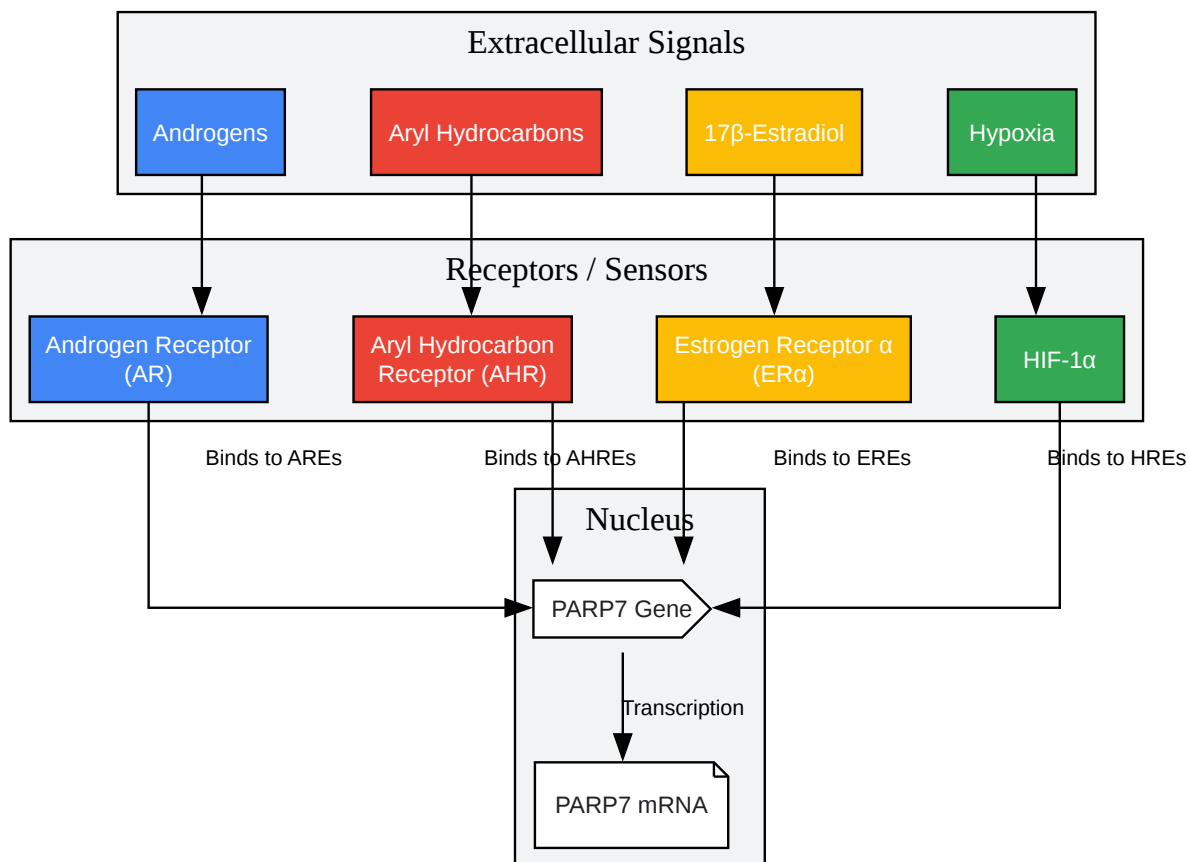 Extracellular Signals
Androgens
Aryl Hydrocarbons
17β-Estradiol
Hypoxia
Receptors / Sensors
Androgen Receptor
(AR)
Aryl Hydrocarbon
Receptor (AHR)
Estrogen Receptor α
(ERα)
HIF-1α
Binds to AREs
Binds to AHREs
Binds to EREs
Binds to HREs
Nucleus
PARP7 Gene
Transcription
PARP7 mRNA